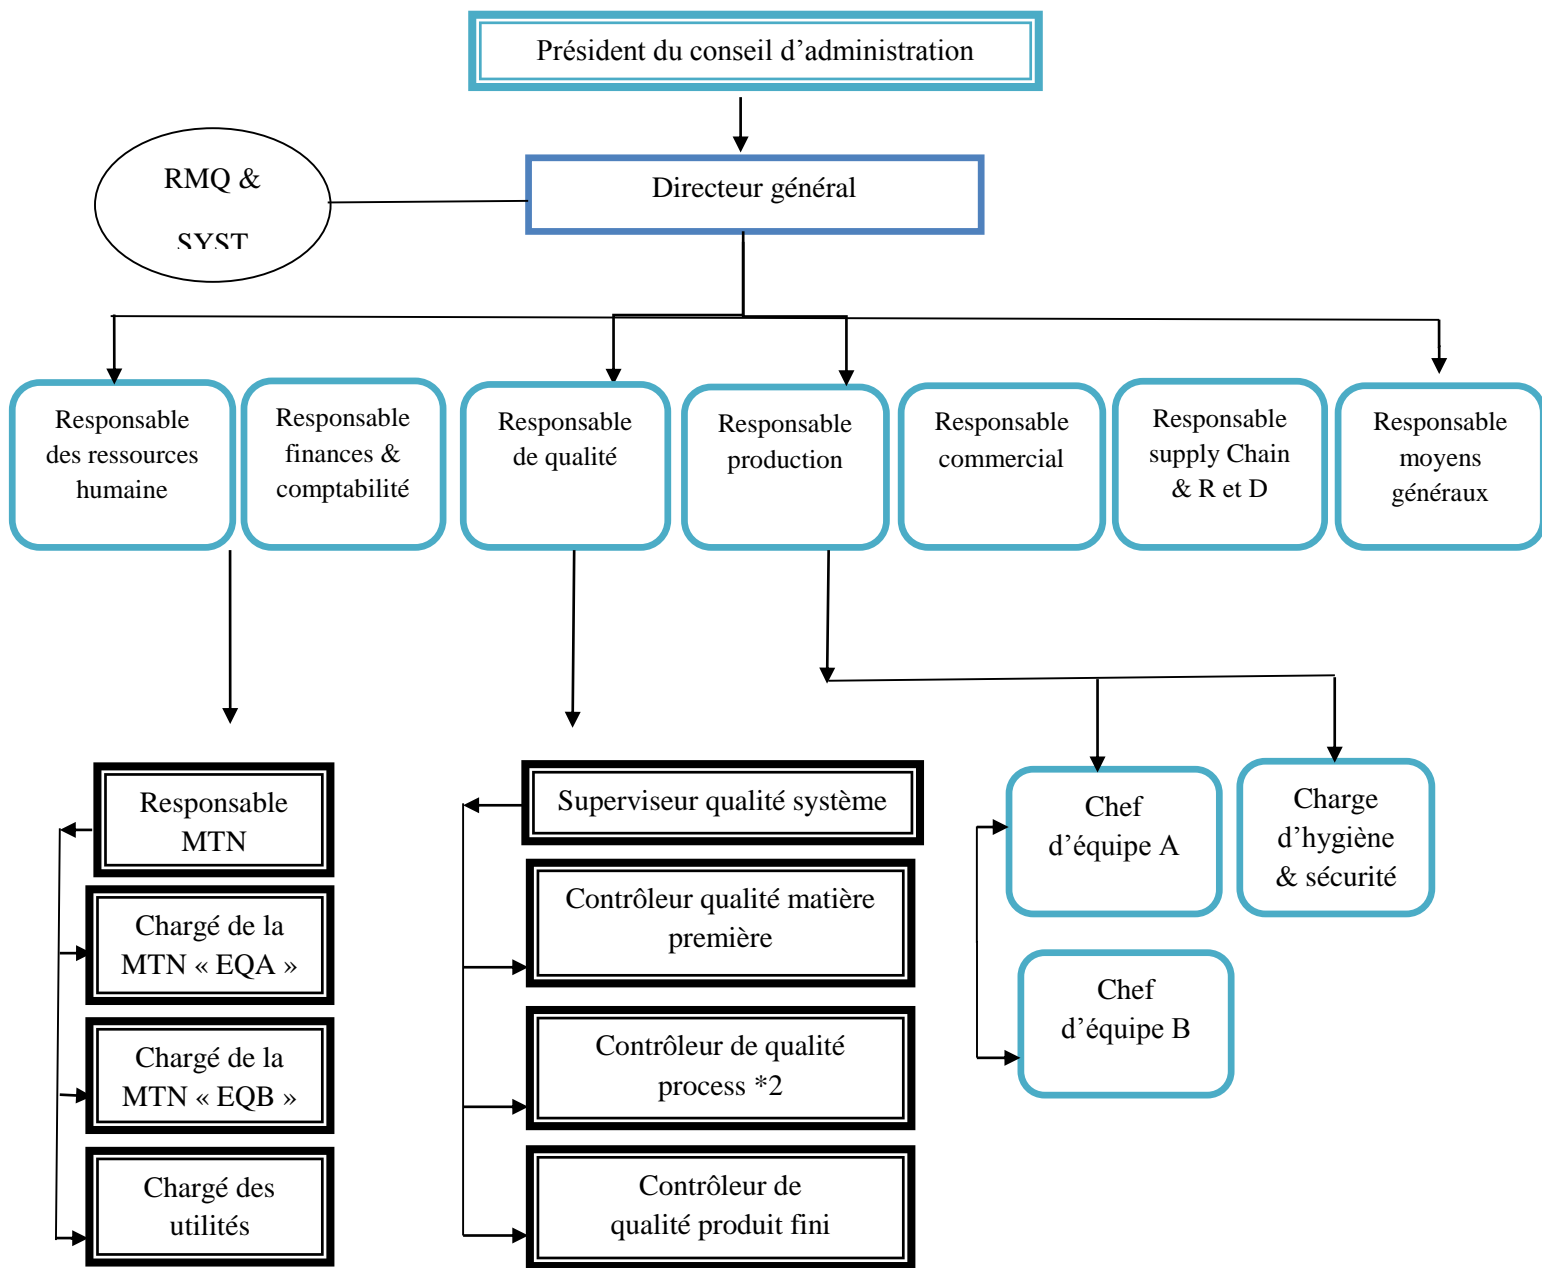 Président du conseil d’administration
RMQ &
SYST
Directeur général
Responsable
des ressources
humaine
Responsable
finances &
comptabilité
Responsable
de qualité
Responsable
production
Responsable
commercial
Responsable
supply Chain
& R et D
Responsable
moyens
généraux
Responsable
MTN
Chargé de la
MTN « EQA »
Chargé de la
MTN « EQB »
Chargé des
utilités
Superviseur qualité système
Contrôleur qualité matière
première
Contrôleur de qualité
process *2
Contrôleur de
qualité produit fini
Chef
d’équipe A
Chef
d’équipe B
Charge
d’hygiène
& sécurité